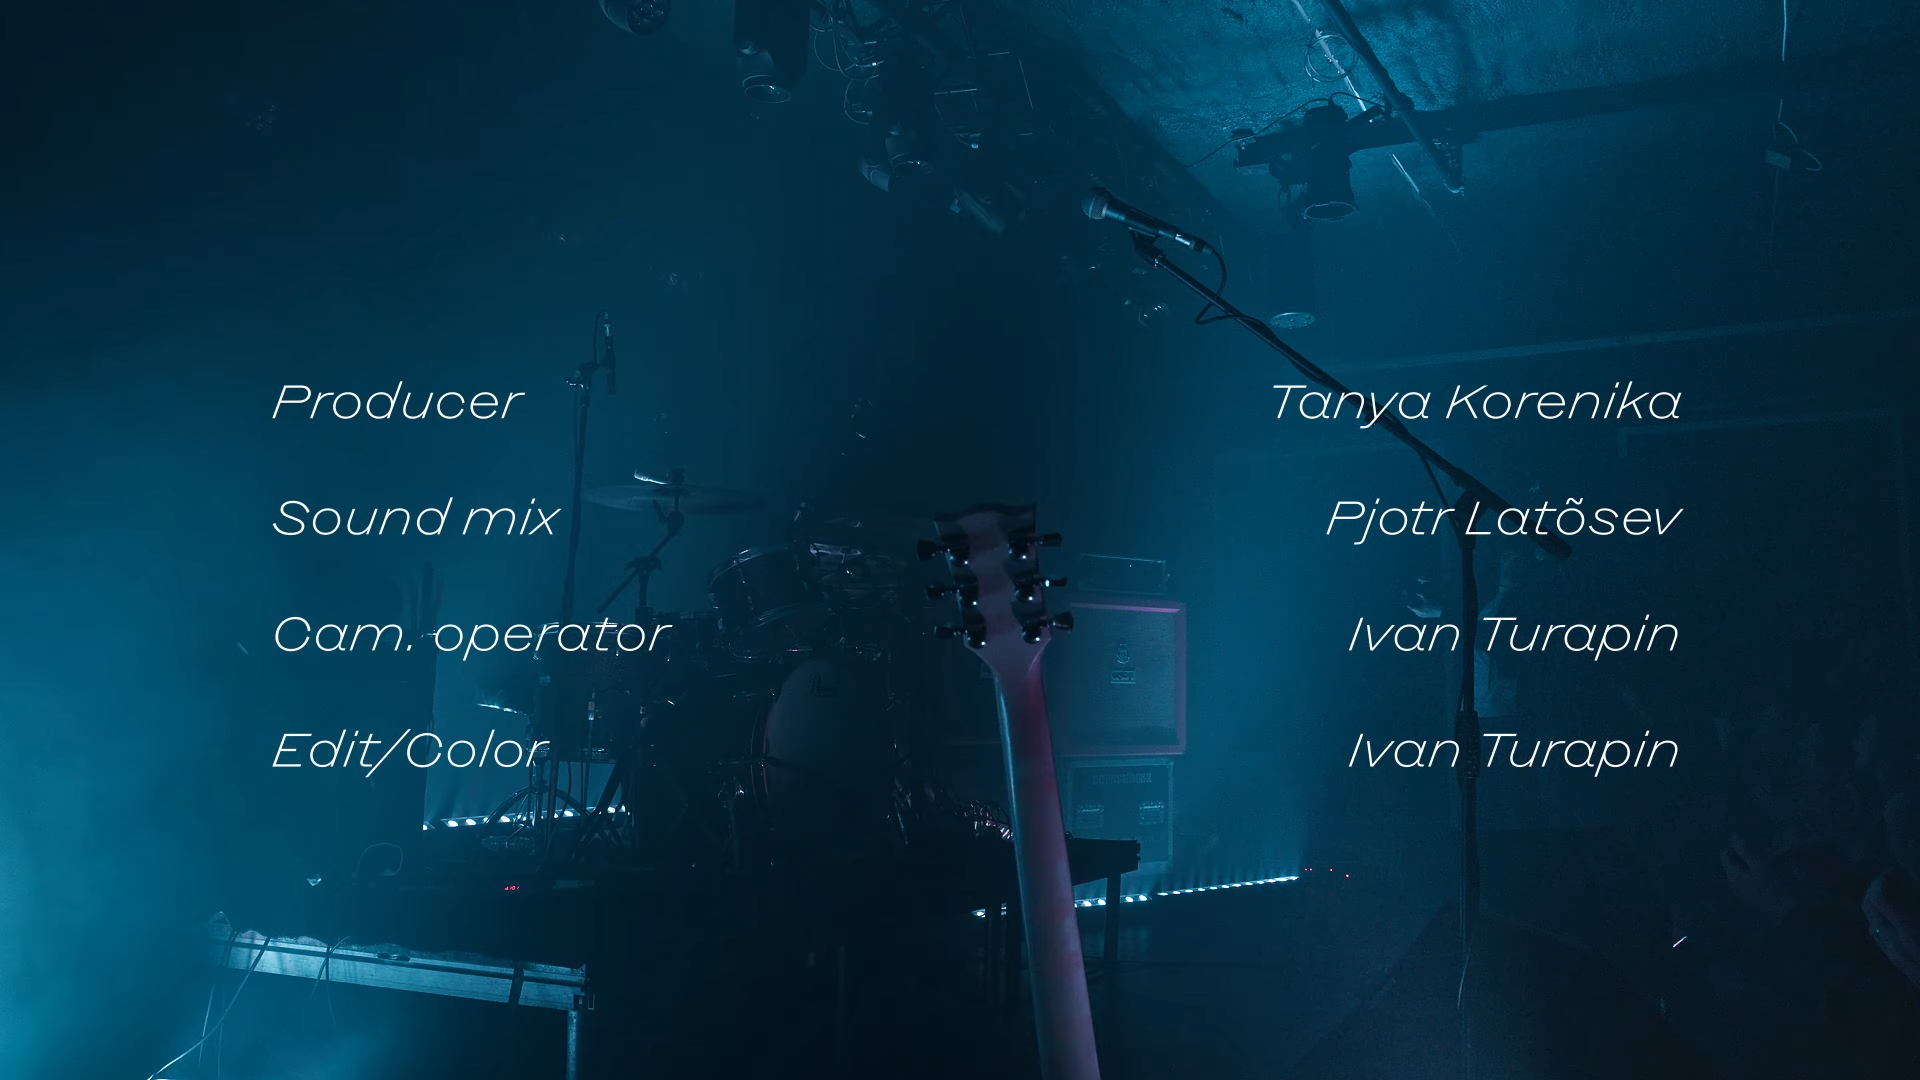 Producer Tanya Korenika
Sound mix Pjotr Latõsev
Cam. operator Ivan Turapin
Edit/Color Ivan Turapin